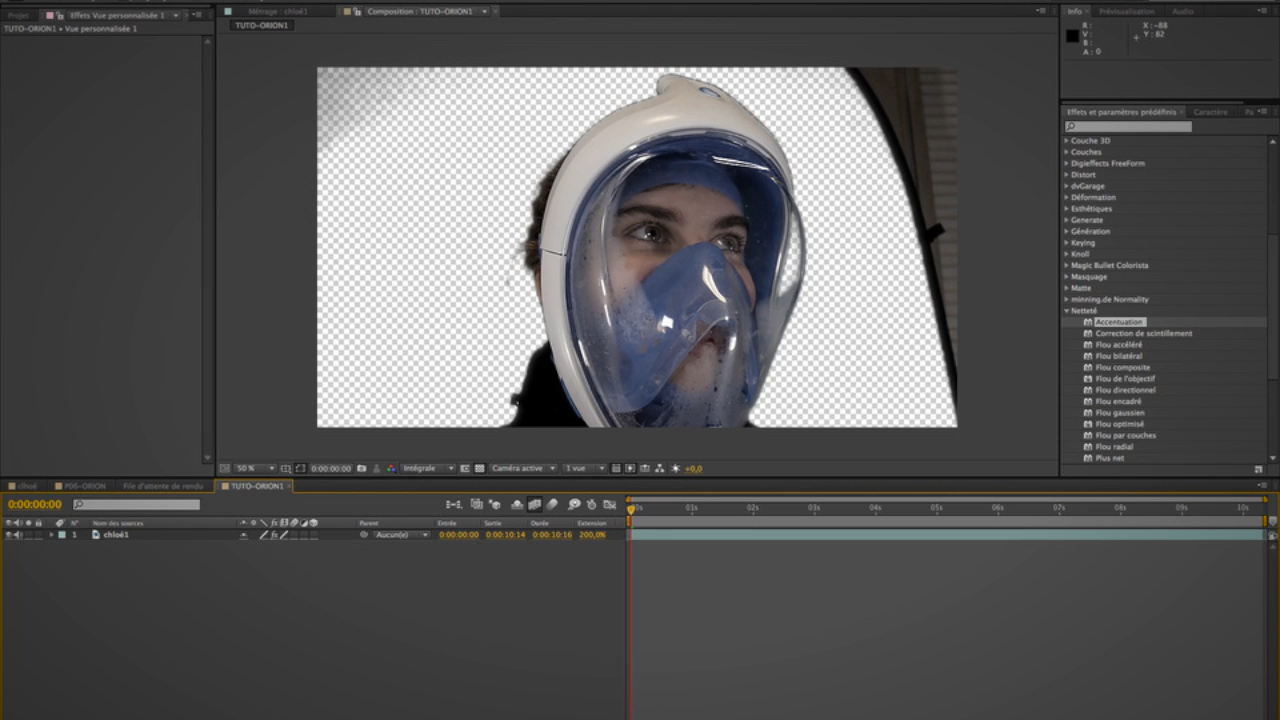 Projet Effets Vue personnalisée 1
TUTO-ORION1 • Vue personnalisée 1
Métrage : chloé1 Composition : TUTO-ORION1
TUTO-ORION1
Info Prévisualisation Audio
R :
V :
B :
A : 0
X : -88
Y : 82
Effets et paramètres prédéfinis Caractère Pa
Couche 3D
Couches
Digieffects FreeForm
Distort
dvGarage
Déformation
Esthétiques
Generate
Génération
Keying
Knoll
Magic Bullet Colorista
Masquage
Matte
minning.de Normality
Netteté
Accentuation
Correction de scintillement
Flou accéléré
Flou bilatéral
Flou composite
Flou de l'objectif
Flou directionnel
Flou encadré
Flou gaussien
Flou optimisé
Flou par couches
Flou radial
Plus net
50 % 0:00:00:00 Intégrale Caméra active 1 vue +0,0
chloé PDG-ORION File d'attente de rendu TUTO-ORION1
0:00:00:00
01s 02s 03s 04s 05s 06s 07s 08s 09s 10s
N° Nom des sources Parent Entrée Sortie Durée Extension
1 chloé1 Aucun(e) 0:00:00:00 0:00:10:14 0:00:10:16 200,0%